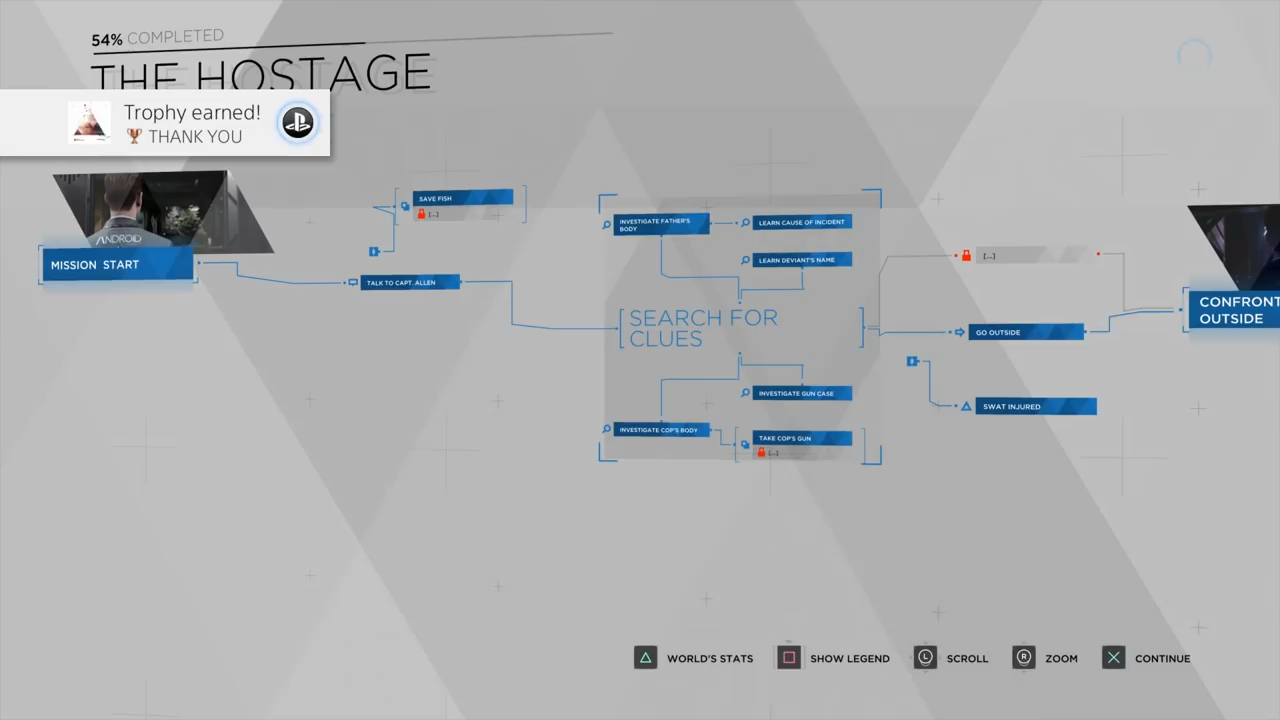 54% COMPLETED
THE HOSTAGE
Trophy earned!
THANK YOU
ANDROID
MISSION START
SAVE FISH
[...]
TALK TO CAPT. ALLEN
INVESTIGATE FATHER'S
BODY
LEARN CAUSE OF INCIDENT
LEARN DEVIANT'S NAME
SEARCH FOR
CLUES
INVESTIGATE GUN CASE
INVESTIGATE COP'S BODY
TAKE COP'S GUN
[...]
[...]
GO OUTSIDE
SWAT INJURED
CONFRONT
OUTSIDE
WORLD'S STATS
SHOW LEGEND
L
SCROLL
R
ZOOM
CONTINUE